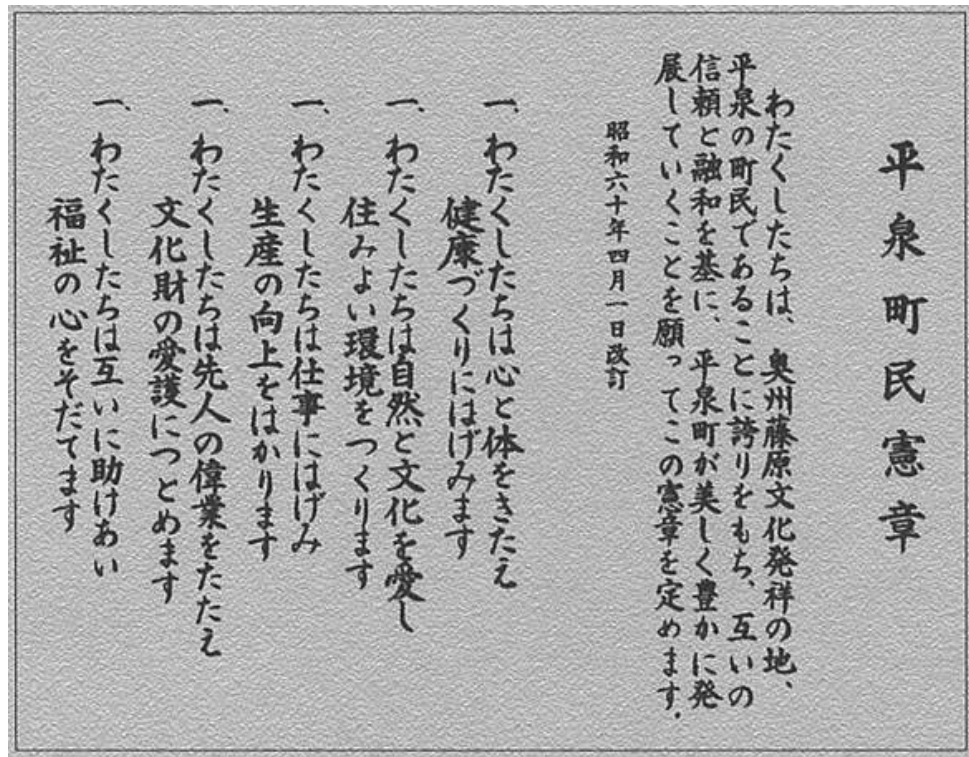 平泉町民憲章
わたくしたちは、奥州藤原文化発祥の地、
平泉の町民であることに誇りをもち、互いの
信頼と融和を基に、平泉町が美しく豊かに発
展していくことを願ってこの憲章を定めます.
昭和六十年四月一日改訂
一、わたくしたちは心と体をきたえ
健康づくりにはげみます
一、わたくしたちは自然と文化を愛し
住みよい環境をつくります
一、わたくしたちは仕事にはげみ
生産の向上をはかります
一、わたくしたちは先人の偉業をたたえ
文化財の愛護につとめます
一、わたくしたちは互いに助けあい
福祉の心をそだてます